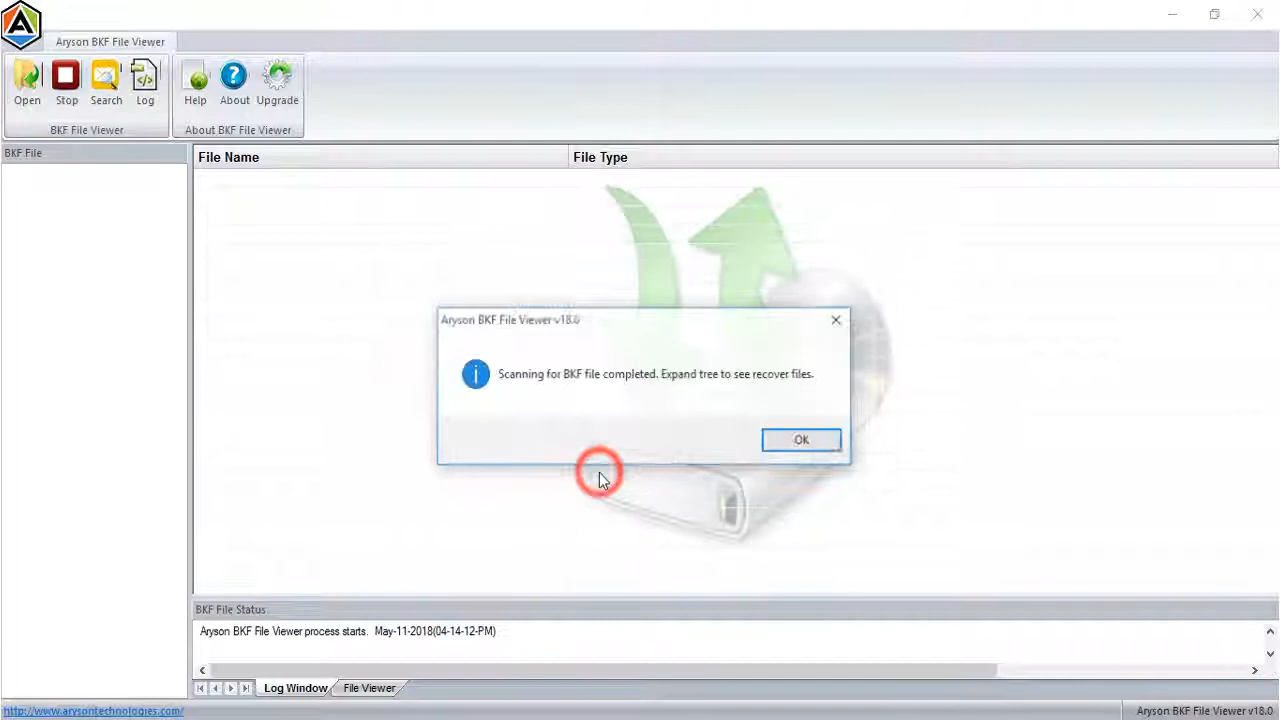 Aryson BKF File Viewer
Open Stop Search Log Help About Upgrade
BKF File Viewer About BKF File Viewer
BKF File
File Name File Type
Aryson BKF File Viewer v18.0
Scanning for BKF file completed. Expand tree to see recover files.
OK
BKF File Status
Aryson BKF File Viewer process starts. May-11-2018(04-14-12-PM)
Log Window File Viewer
http://www.arysontechnologies.com/ Aryson BKF File Viewer v18.0